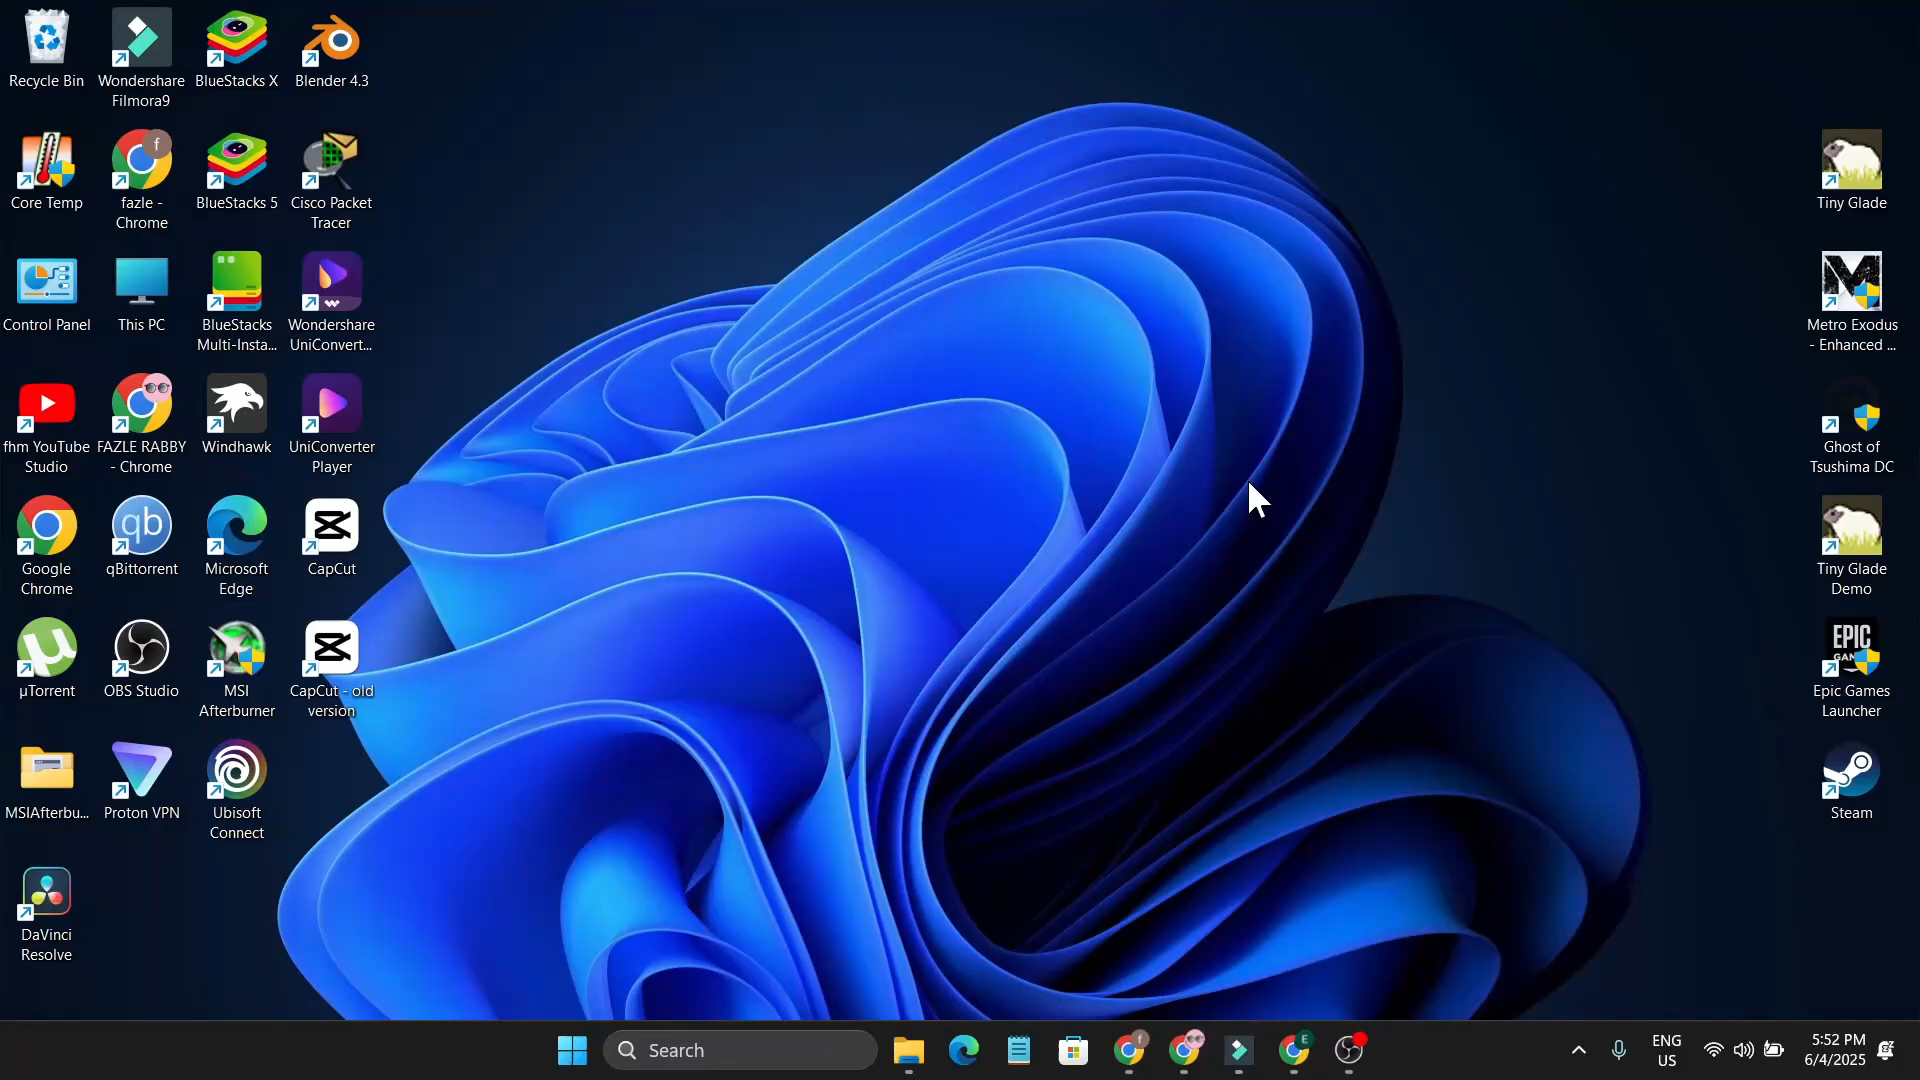 Recycle Bin
Wondershare
Filmora9
BlueStacks X
Blender 4.3
Core Temp
f
fazle -
Chrome
BlueStacks 5
Cisco Packet
Tracer
Control Panel
This PC
BlueStacks
Multi-Insta...
Wondershare
UniConvert...
fhm YouTube
Studio
FAZLE RABBY
- Chrome
Windhawk
UniConverter
Player
Google
Chrome
qb
qBittorrent
Microsoft
Edge
CapCut
µTorrent
OBS Studio
MSI
Afterburner
CapCut - old
version
MSIAfterbu...
Proton VPN
Ubisoft
Connect
DaVinci
Resolve
Tiny Glade
Metro Exodus
- Enhanced ...
Ghost of
Tsushima DC
Tiny Glade
Demo
EPIC
Epic Games
Launcher
Steam
Search
f
E
ENG
US
5:52 PM
6/4/2025